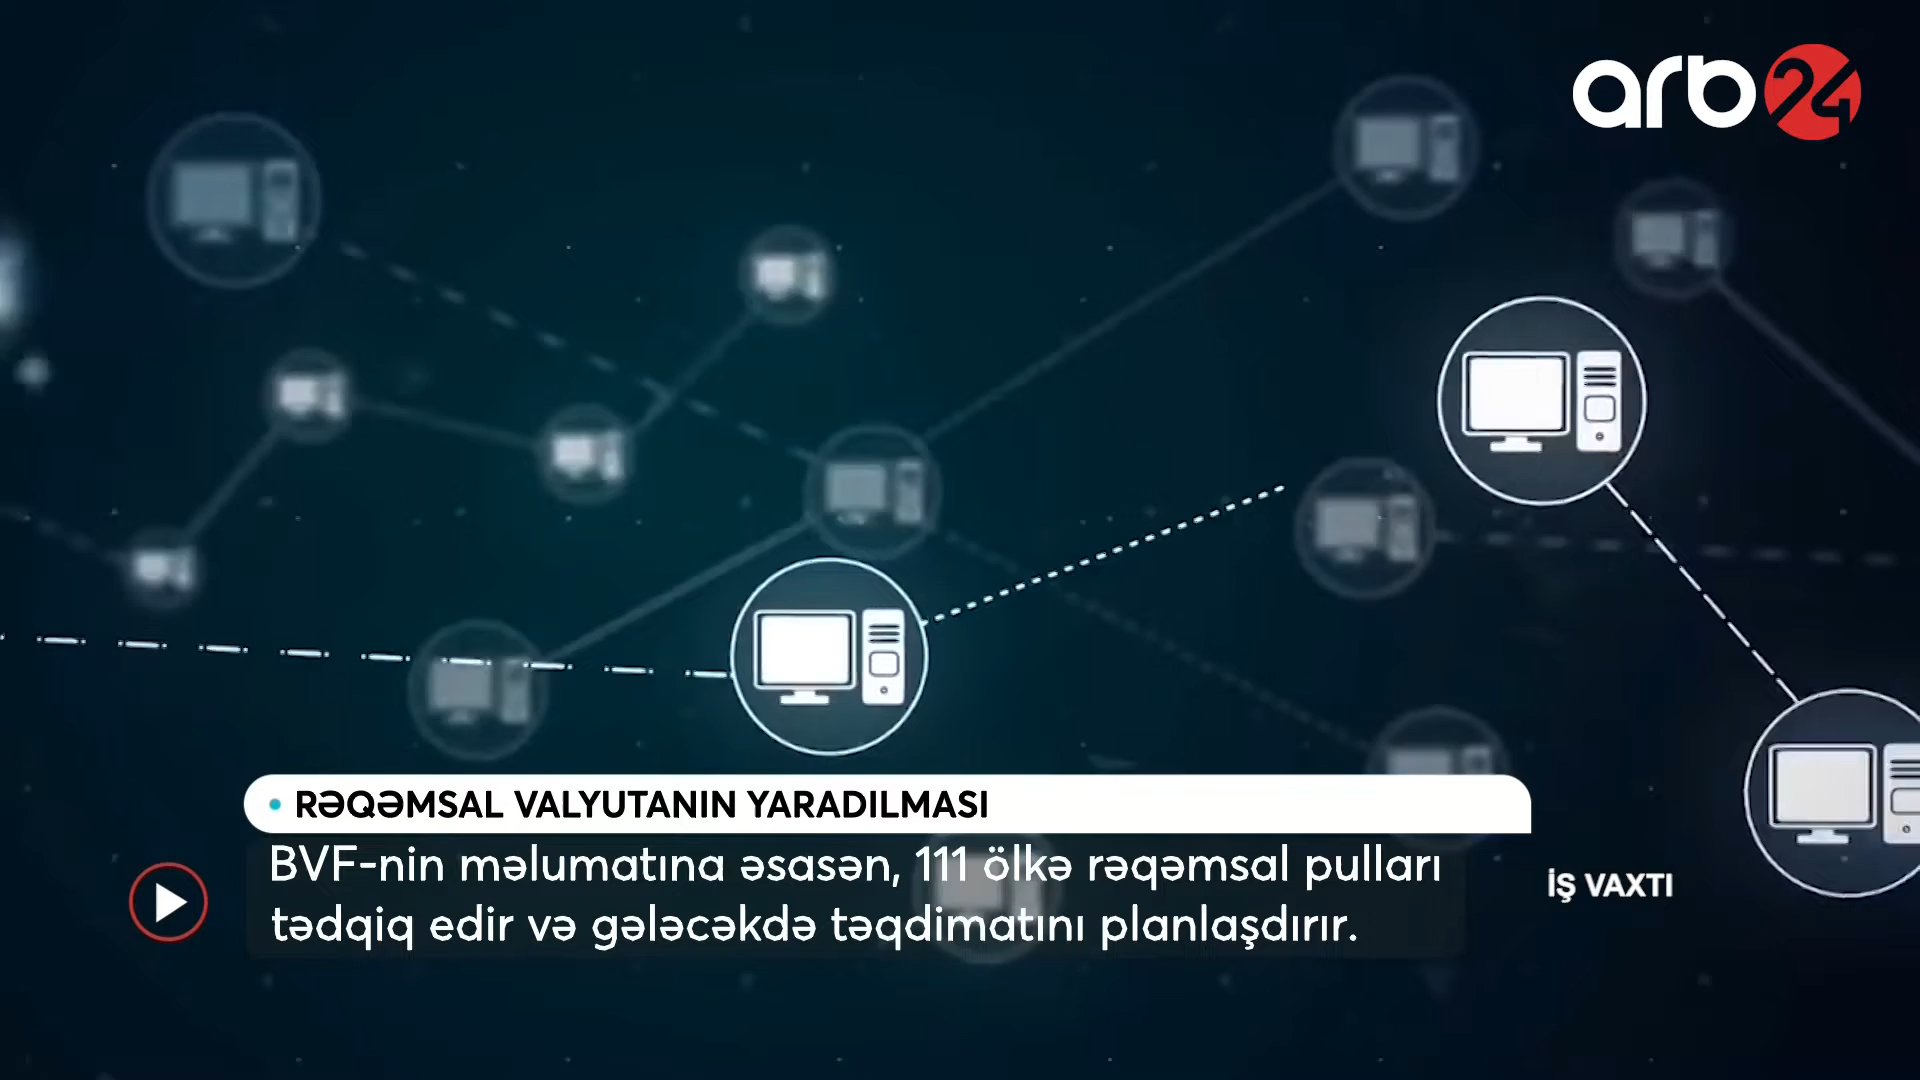 arb24
RƏQƏMSAL VALYUTANIN YARADILMASI
BVF-nin məlumatına əsasən, 111 ölkə rəqəmsal pulları
tədqiq edir və gələcəkdə təqdimatını planlaşdırır.
İŞ VAXTI